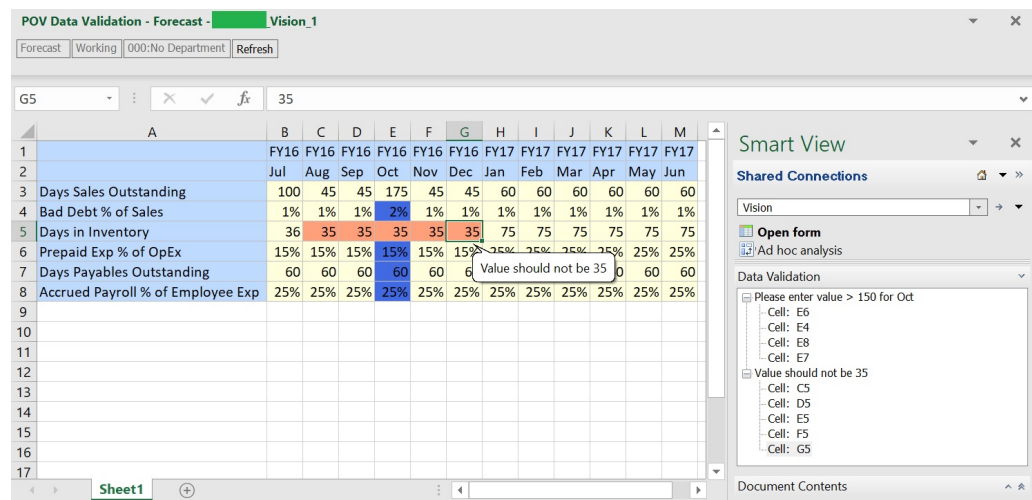 POV Data Validation - Forecast - _Vision_1
Forecast Working 000:No Department Refresh
G5 fx 35
A B C D E F G H I J K L M
1 FY16 FY16 FY16 FY16 FY16 FY16 FY17 FY17 FY17 FY17 FY17 FY17
2 Jul Aug Sep Oct Nov Dec Jan Feb Mar Apr May Jun
3 Days Sales Outstanding 100 45 45 175 45 45 60 60 60 60 60 60
4 Bad Debt % of Sales 1% 1% 1% 2% 1% 1% 1% 1% 1% 1% 1% 1%
5 Days in Inventory 36 35 35 35 35 35 75 75 75 75 75 75
6 Prepaid Exp % of OpEx 15% 15% 15% 15% 15% 15% 25% 25% 25% 25% 25% 25%
Value should not be 35
7 Days Payables Outstanding 60 60 60 60 60 60 60
8 Accrued Payroll % of Employee Exp 25% 25% 25% 25% 25% 25% 25% 25% 25% 25% 25% 25%
9
10
11
12
13
14
15
16
17
Sheet1
Smart View
Shared Connections
Vision
Open form
Ad hoc analysis
Data Validation
Please enter value > 150 for Oct
Cell: E6
Cell: E4
Cell: E8
Cell: E7
Value should not be 35
Cell: C5
Cell: D5
Cell: E5
Cell: F5
Cell: G5
Document Contents